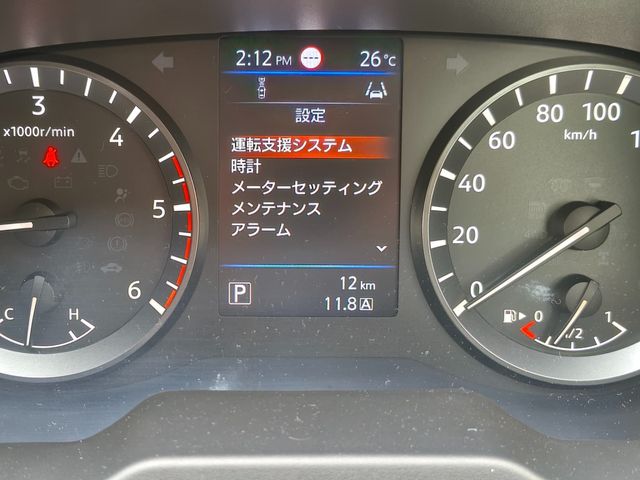 2:12 PM 26°C
設定
運転支援システム
時計
メーターセッティング
メンテナンス
アラーム
P 12 km
11.8 A
3
x1000r/min
4
5
6
C H
80 100 1
60 km/h
40
20
0
0 1/2 1